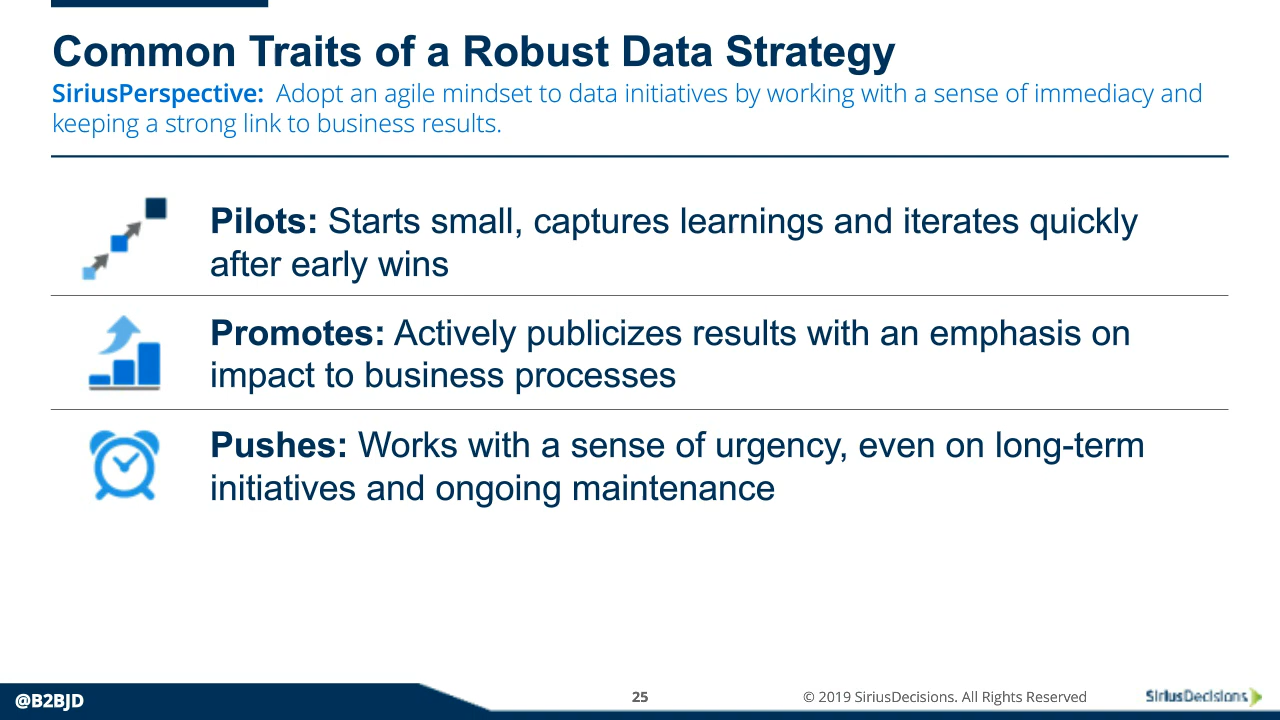 Common Traits of a Robust Data Strategy
SiriusPerspective: Adopt an agile mindset to data initiatives by working with a sense of immediacy and
keeping a strong link to business results.
Pilots: Starts small, captures learnings and iterates quickly
after early wins
Promotes: Actively publicizes results with an emphasis on
impact to business processes
Pushes: Works with a sense of urgency, even on long-term
initiatives and ongoing maintenance
@B2BJD
25
© 2019 SiriusDecisions. All Rights Reserved
SiriusDecisions